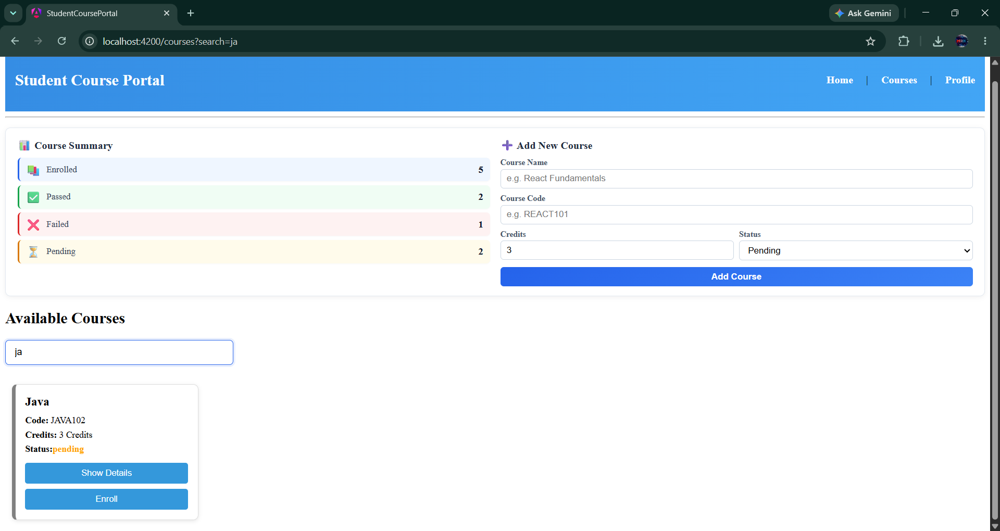 StudentCoursePortal
Ask Gemini
localhost:4200/courses?search=ja
MRK
Student Course Portal
Home | Courses | Profile
Course Summary
Enrolled 5
Passed 2
Failed 1
Pending 2
Add New Course
Course Name
e.g. React Fundamentals
Course Code
e.g. REACT101
Credits Status
3 Pending
Add Course
Available Courses
ja
Java
Code: JAVA102
Credits: 3 Credits
Status:pending
Show Details
Enroll